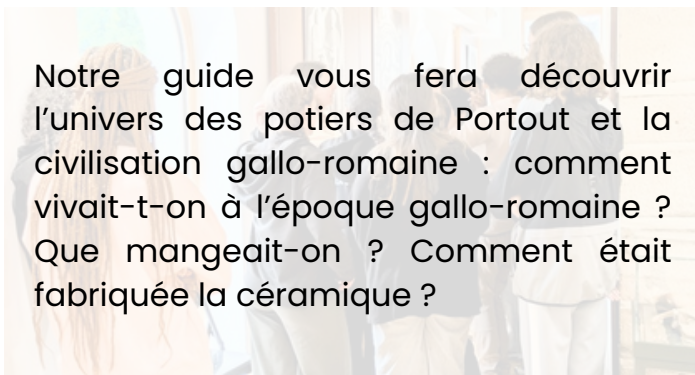 Notre guide vous fera découvrir
l’univers des potiers de Portout et la
civilisation gallo-romaine : comment
vivait-t-on à l’époque gallo-romaine ?
Que mangeait-on ? Comment était
fabriquée la céramique ?